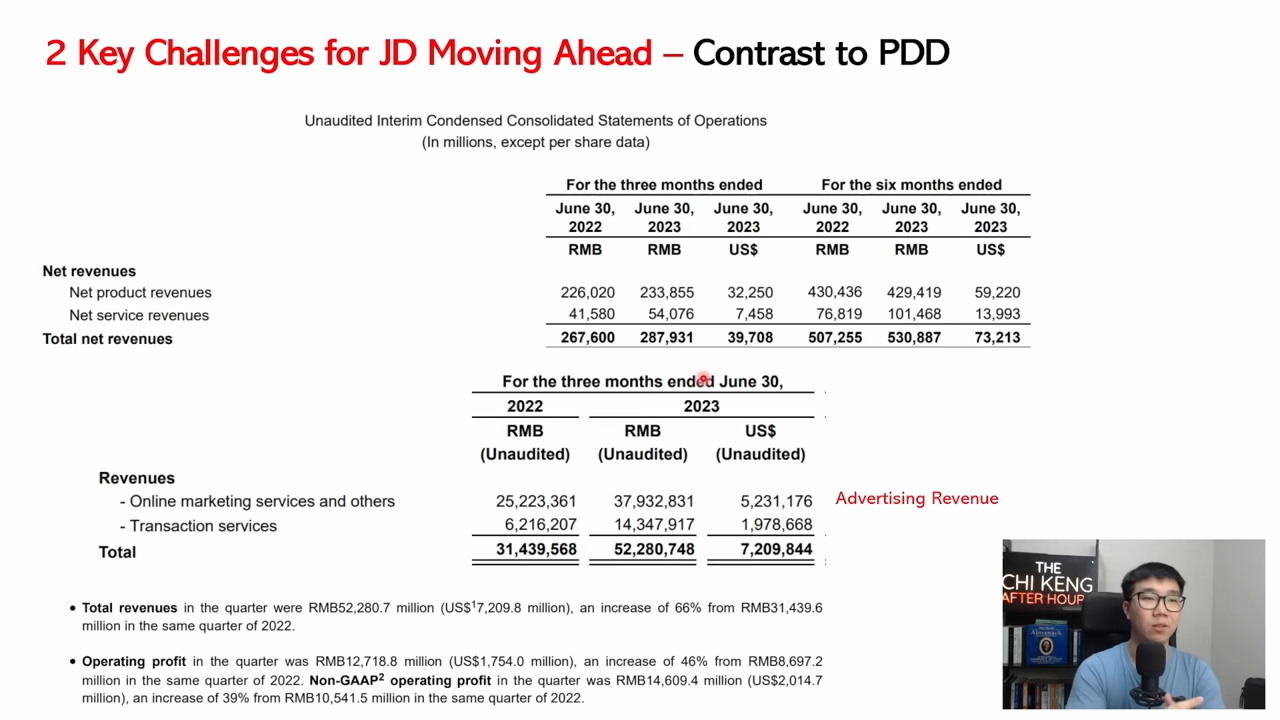 2 Key Challenges for JD Moving Ahead – Contrast to PDD
Unaudited Interim Condensed Consolidated Statements of Operations
(In millions, except per share data)
For the three months ended For the six months ended
June 30, 2022 June 30, 2023 June 30, 2023 June 30, 2022 June 30, 2023 June 30, 2023
RMB RMB US$ RMB RMB US$
Net revenues
Net product revenues 226,020 233,855 32,250 430,436 429,419 59,220
Net service revenues 41,580 54,076 7,458 76,819 101,468 13,993
Total net revenues 267,600 287,931 39,708 507,255 530,887 73,213
For the three months ended June 30,
2022 2023
RMB RMB US$
(Unaudited) (Unaudited) (Unaudited)
Revenues
- Online marketing services and others 25,223,361 37,932,831 5,231,176 Advertising Revenue
- Transaction services 6,216,207 14,347,917 1,978,668
Total 31,439,568 52,280,748 7,209,844
• Total revenues in the quarter were RMB52,280.7 million (US$17,209.8 million), an increase of 66% from RMB31,439.6
million in the same quarter of 2022.
• Operating profit in the quarter was RMB12,718.8 million (US$1,754.0 million), an increase of 46% from RMB8,697.2
million in the same quarter of 2022. Non-GAAP2 operating profit in the quarter was RMB14,609.4 million (US$2,014.7
million), an increase of 39% from RMB10,541.5 million in the same quarter of 2022.
THE
CHI KENG
AFTER HOUR
Almanack